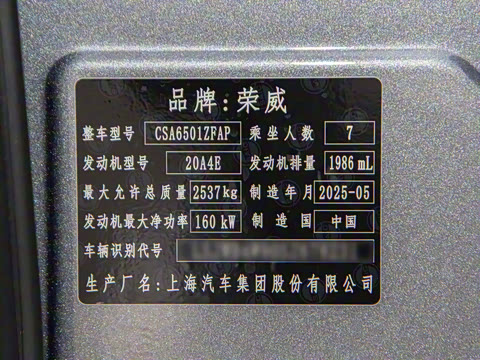 品牌:荣威
整车型号 CSA6501ZFAP 乘坐人数 7
发动机型号 20A4E 发动机排量 1986 mL
最大允许总质量 2537kg 制造年月 2025-05
发动机最大净功率 160 kW 制造国 中国
车辆识别代号
生产厂名:上海汽车集团股份有限公司